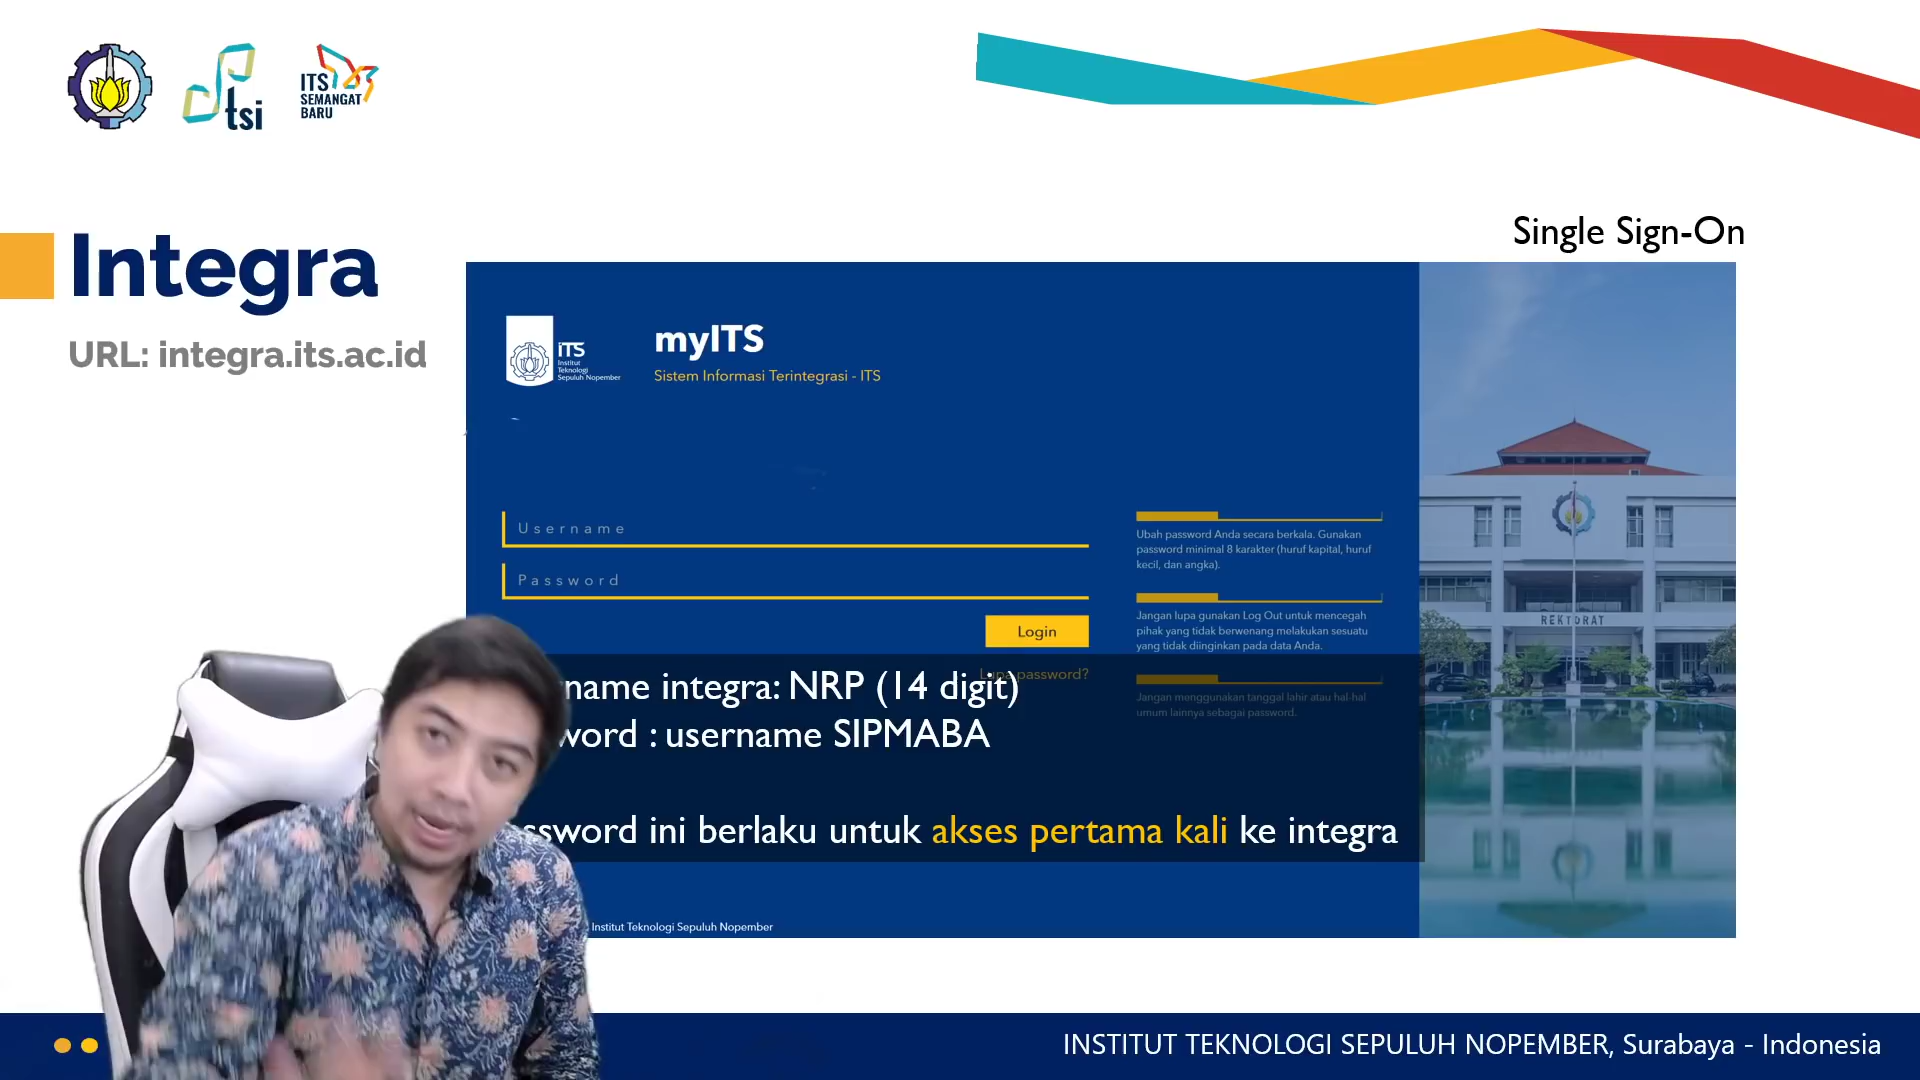 tsi
ITS
SEMANGAT
BARU
Single Sign-On
Integra
URL: integra.its.ac.id
iTS
Institut
Teknologi
Sepuluh Nopember
myITS
Sistem Informasi Terintegrasi - ITS
Username
Password
Login
Lupa password?
Ubah password Anda secara berkala. Gunakan
password minimal 8 karakter (huruf kapital, huruf
kecil, dan angka).
Jangan lupa gunakan Log Out untuk mencegah
pihak yang tidak berwenang melakukan sesuatu
yang tidak diinginkan pada data Anda.
Jangan menggunakan tanggal lahir atau hal-hal
umum lainnya sebagai password.
REKTORAT
name integra: NRP (14 digit)
word : username SIPMABA
ssword ini berlaku untuk akses pertama kali ke integra
Institut Teknologi Sepuluh Nopember
INSTITUT TEKNOLOGI SEPULUH NOPEMBER, Surabaya - Indonesia